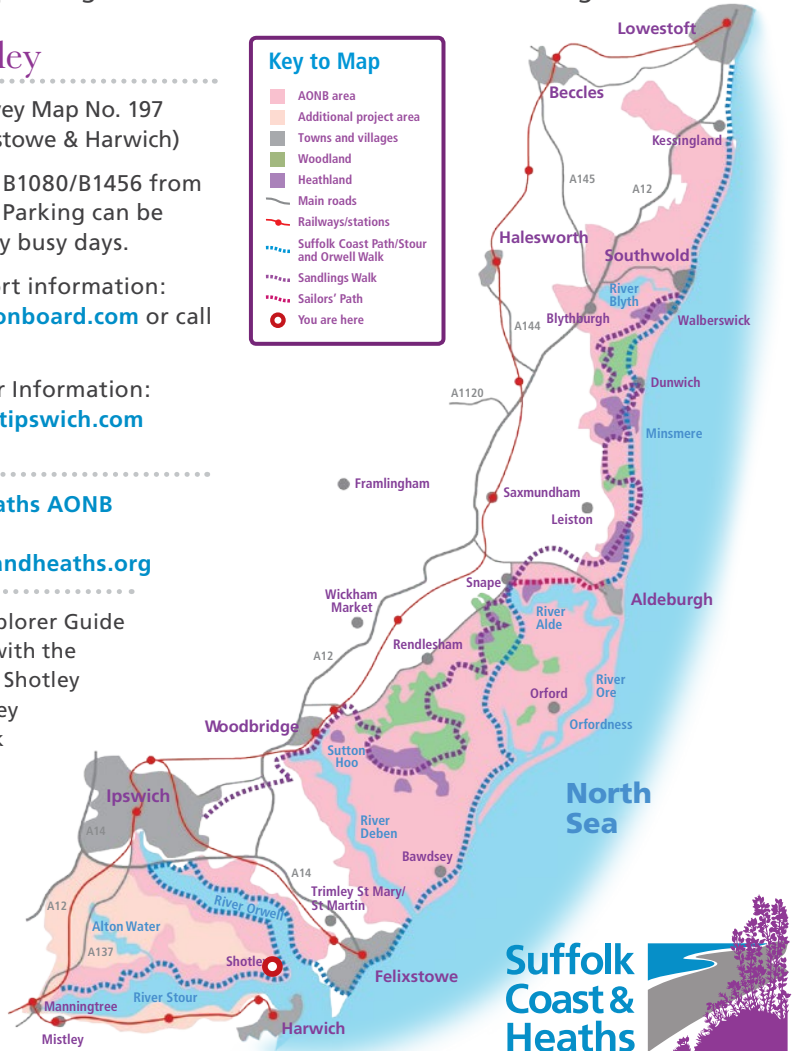 ley
vey Map No. 197
stowe & Harwich)
B1080/B1456 from
Parking can be
y busy days.
rt information:
onboard.com or call
r Information:
tipswich.com
aths AONB
andheaths.org
plorer Guide
with the
Shotley
ey
k
Key to Map
AONB area
Additional project area
Towns and villages
Woodland
Heathland
Main roads
Railways/stations
Suffolk Coast Path/Stour
and Orwell Walk
Sandlings Walk
Sailors' Path
You are here
Lowestoft
Beccles
Kessingland
A145
A12
Halesworth
Southwold
River
Blyth
Blythburgh
Walberswick
A144
Dunwich
A1120
Minsmere
Framlingham
Saxmundham
Leiston
Snape
Aldeburgh
Wickham
Market
River
Alde
Rendlesham
A12
River
Ore
Orford
Orfordness
Woodbridge
Sutton
Hoo
North
Sea
Ipswich
A14
River
Deben
Bawdsey
A14
Trimley St Mary/
St Martin
A12
River Orwell
Alton Water
A137
Shotley
Felixstowe
Manningtree
River Stour
Harwich
Mistley
Suffolk
Coast &
Heaths